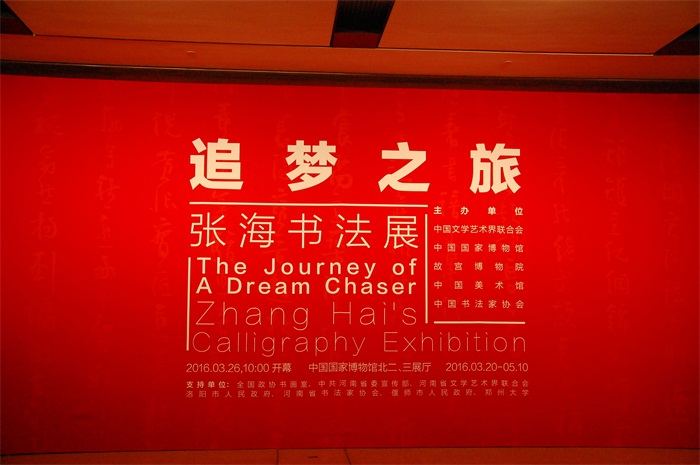 追梦之旅
张海书法展
The Journey of
A Dream Chaser
Zhang Hai's
Calligraphy Exhibition
主办单位
中国文学艺术界联合会
中国国家博物馆
故宫博物院
中国美术馆
中国书法家协会
2016.03.26,10:00 开幕 中国国家博物馆北二、三展厅 2016.03.20-05.10
支持单位：全国政协书画室、中共河南省委宣传部、河南省文学艺术界联合会
洛阳市人民政府、河南省书法家协会、偃师市人民政府、郑州大学